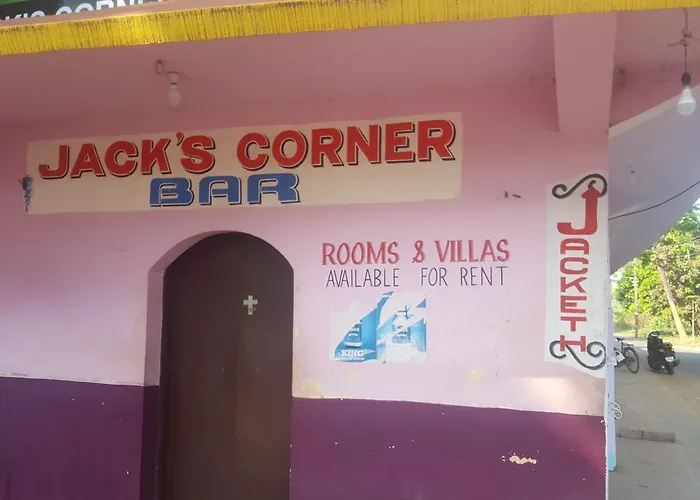 JACK'S CORNER
BAR
ROOMS & VILLAS
AVAILABLE FOR RENT
KING
JACKETH